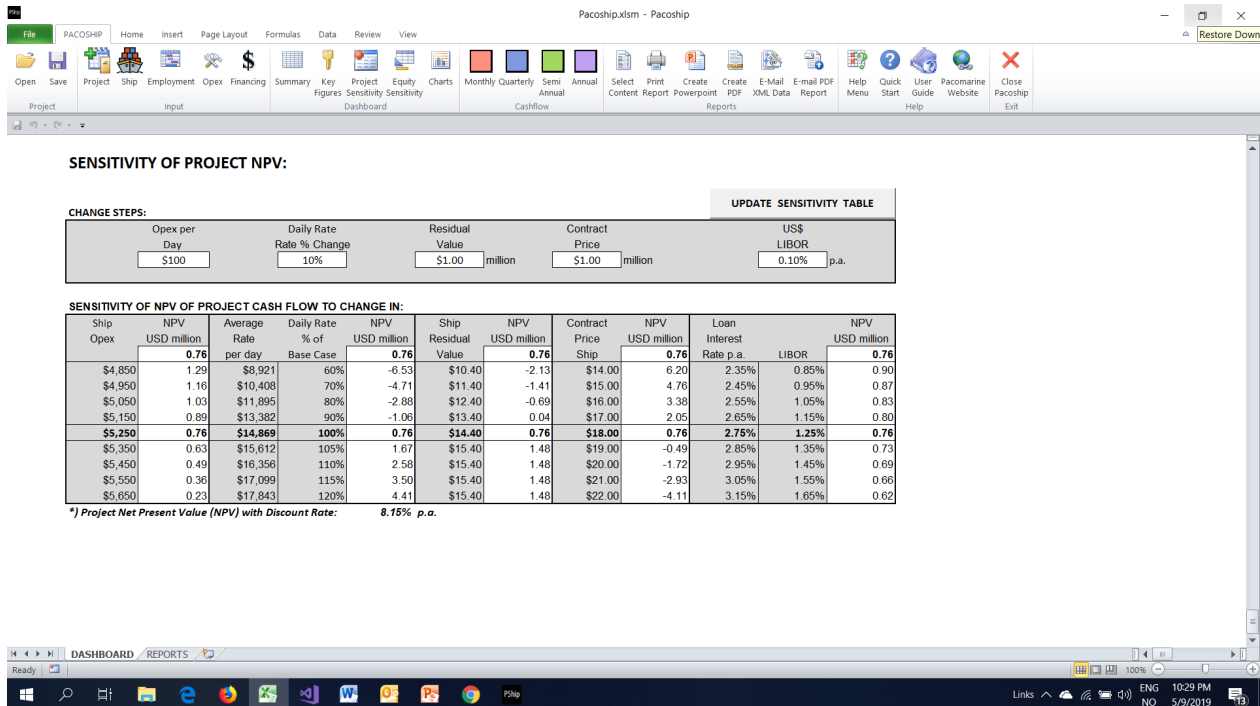 PShip
Pacoship.xlsm - Pacoship
File PACOSHIP Home Insert Page Layout Formulas Data Review View
Restore Down
Open Save Project Ship Employment Opex Financing Summary Key Figures Project Sensitivity Equity Sensitivity Charts Monthly Quarterly Semi Annual Annual Select Content Print Report Create Powerpoint Create PDF E-Mail XML Data E-mail PDF Report Help Menu Quick Start User Guide Pacomarine Website Close Pacoship
Project Input Dashboard Cashflow Reports Help Exit
SENSITIVITY OF PROJECT NPV:
UPDATE SENSITIVITY TABLE
CHANGE STEPS:
Opex per Daily Rate Residual Contract US$
Day Rate % Change Value Price LIBOR
$100 10% $1.00 million $1.00 million 0.10% p.a.
SENSITIVITY OF NPV OF PROJECT CASH FLOW TO CHANGE IN:
Ship NPV Average Daily Rate NPV Ship NPV Contract NPV Loan NPV
Opex USD million Rate % of USD million Residual USD million Price USD million Interest USD million
0.76 per day Base Case 0.76 Value 0.76 Ship 0.76 Rate p.a. LIBOR 0.76
$4,850 1.29 $8,921 60% -6.53 $10.40 -2.13 $14.00 6.20 2.35% 0.85% 0.90
$4,950 1.16 $10,408 70% -4.71 $11.40 -1.41 $15.00 4.76 2.45% 0.95% 0.87
$5,050 1.03 $11,895 80% -2.88 $12.40 -0.69 $16.00 3.38 2.55% 1.05% 0.83
$5,150 0.89 $13,382 90% -1.06 $13.40 0.04 $17.00 2.05 2.65% 1.15% 0.80
$5,250 0.76 $14,869 100% 0.76 $14.40 0.76 $18.00 0.76 2.75% 1.25% 0.76
$5,350 0.63 $15,612 105% 1.67 $15.40 1.48 $19.00 -0.49 2.85% 1.35% 0.73
$5,450 0.49 $16,356 110% 2.58 $15.40 1.48 $20.00 -1.72 2.95% 1.45% 0.69
$5,550 0.36 $17,099 115% 3.50 $15.40 1.48 $21.00 -2.93 3.05% 1.55% 0.66
$5,650 0.23 $17,843 120% 4.41 $15.40 1.48 $22.00 -4.11 3.15% 1.65% 0.62
*) Project Net Present Value (NPV) with Discount Rate: 8.15% p.a.
DASHBOARD REPORTS
Ready 100%
PShip Links ENG 10:29 PM
NO 5/9/2019 13